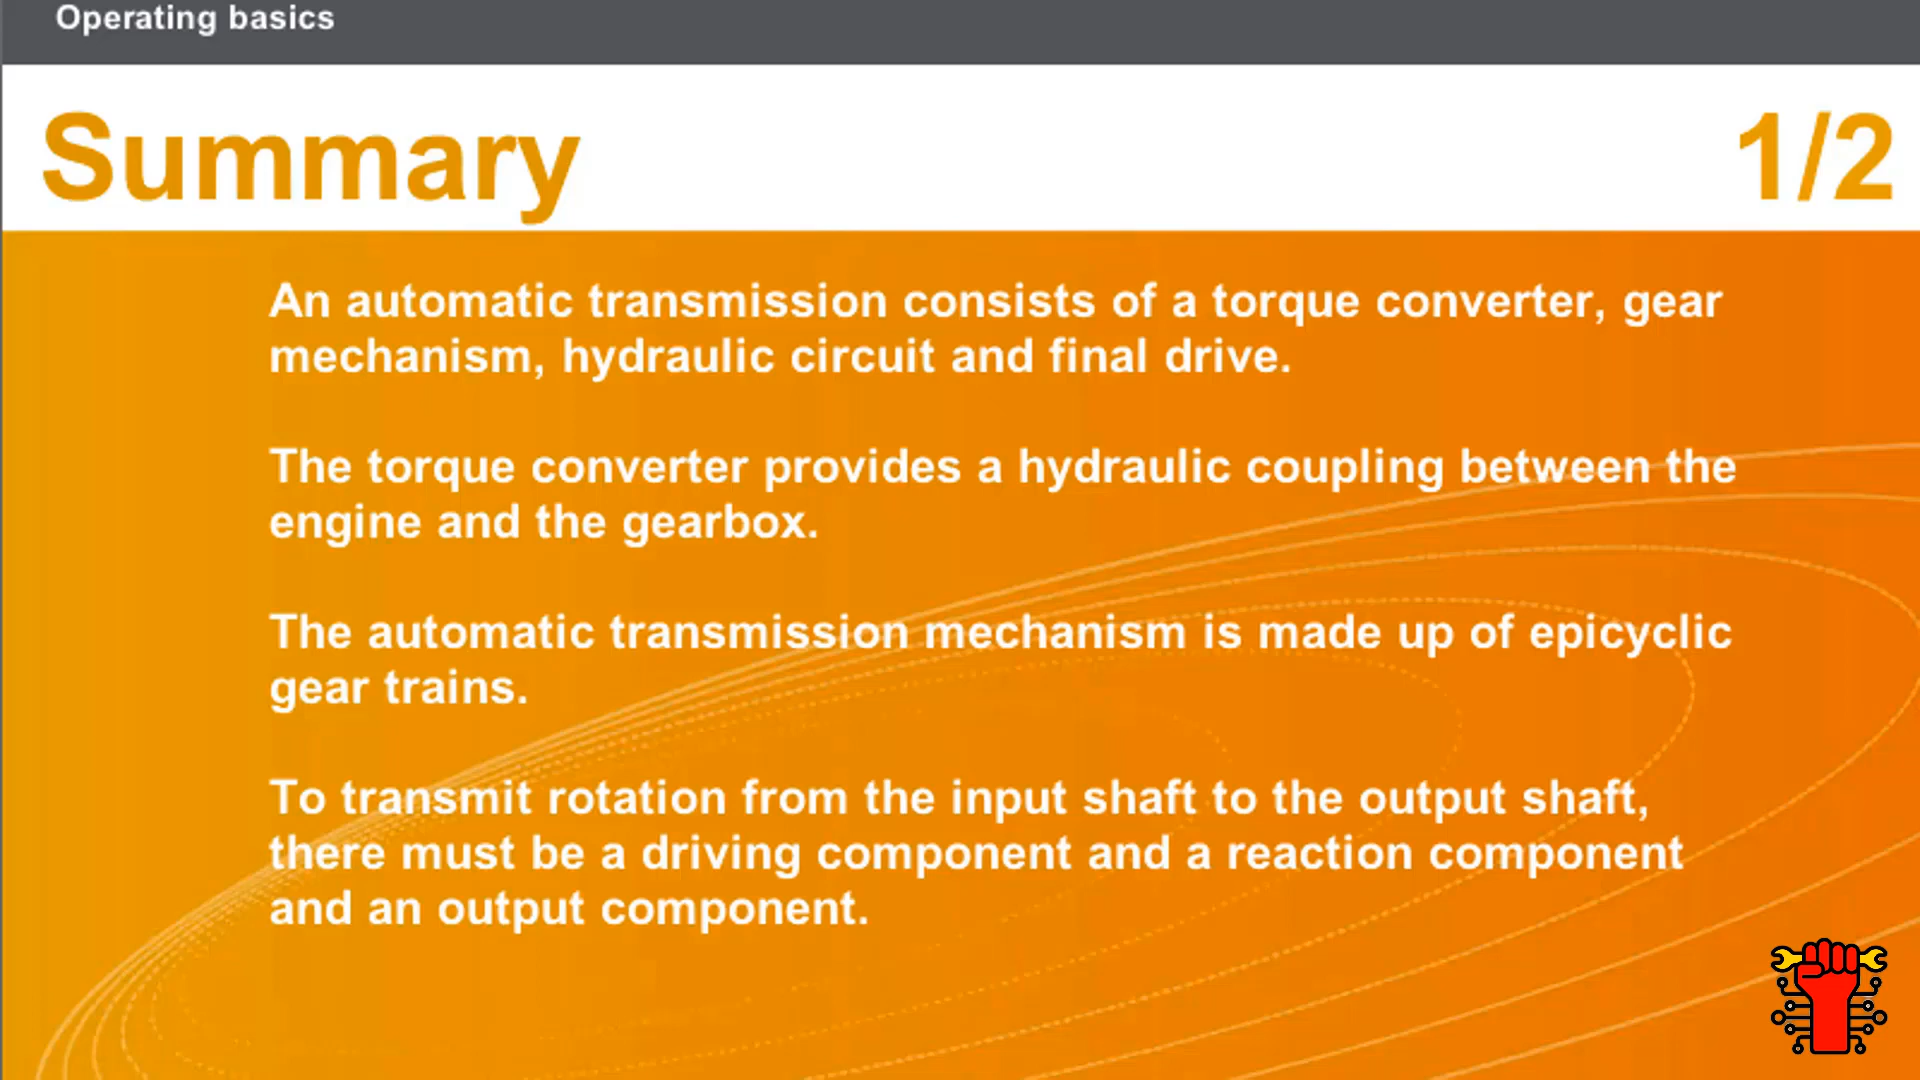 Operating basics
Summary 1/2
An automatic transmission consists of a torque converter, gear
mechanism, hydraulic circuit and final drive.
The torque converter provides a hydraulic coupling between the
engine and the gearbox.
The automatic transmission mechanism is made up of epicyclic
gear trains.
To transmit rotation from the input shaft to the output shaft,
there must be a driving component and a reaction component
and an output component.